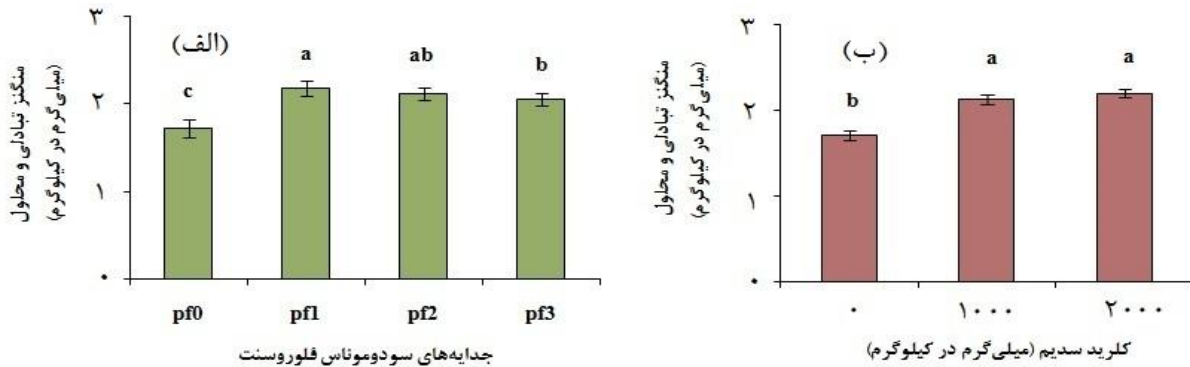 (الف)
منگنز تبادلی و محلول
(میلی‌گرم در کیلوگرم)
۳
۲
۱
۰
c
a
ab
b
pf0
pf1
pf2
pf3
جدایه‌های سودوموناس فلوروسنت
(ب)
منگنز تبادلی و محلول
(میلی‌گرم در کیلوگرم)
۳
۲
۱
۰
b
a
a
۰
۱۰۰۰
۲۰۰۰
کلرید سدیم (میلی‌گرم در کیلوگرم)